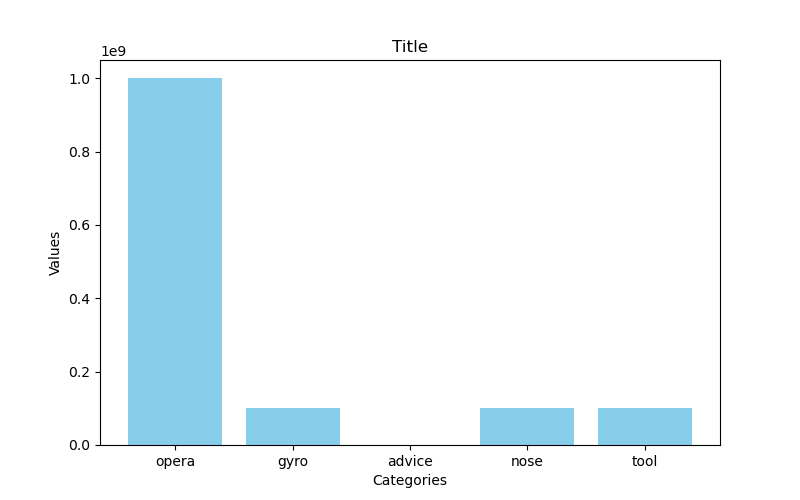 Title
1e9
1.0
0.8
0.6
0.4
0.2
0.0
Values
opera gyro advice nose tool
Categories